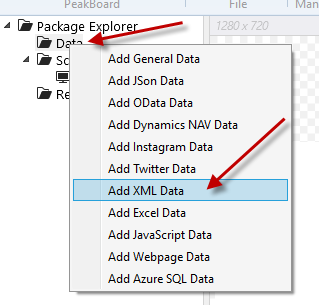 PeakBoard File Man
Package Explorer 1280 x 720
Data
Sc
Re
Add General Data
Add JSon Data
Add OData Data
Add Dynamics NAV Data
Add Instagram Data
Add Twitter Data
Add XML Data
Add Excel Data
Add JavaScript Data
Add Webpage Data
Add Azure SQL Data